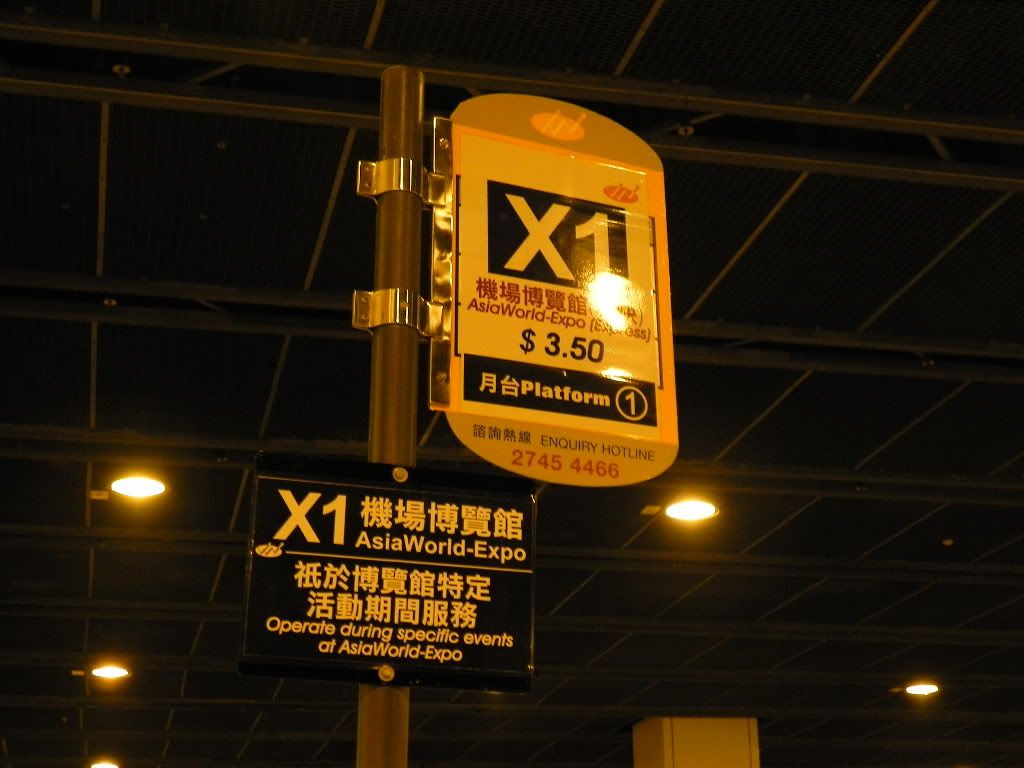 X1
機場博覽館
AsiaWorld-Expo (Express)
$ 3.50
月台Platform 1
諮詢熱線 ENQUIRY HOTLINE
2745 4466
X1 機場博覽館
AsiaWorld-Expo
祇於博覽館特定
活動期間服務
Operate during specific events
at AsiaWorld-Expo